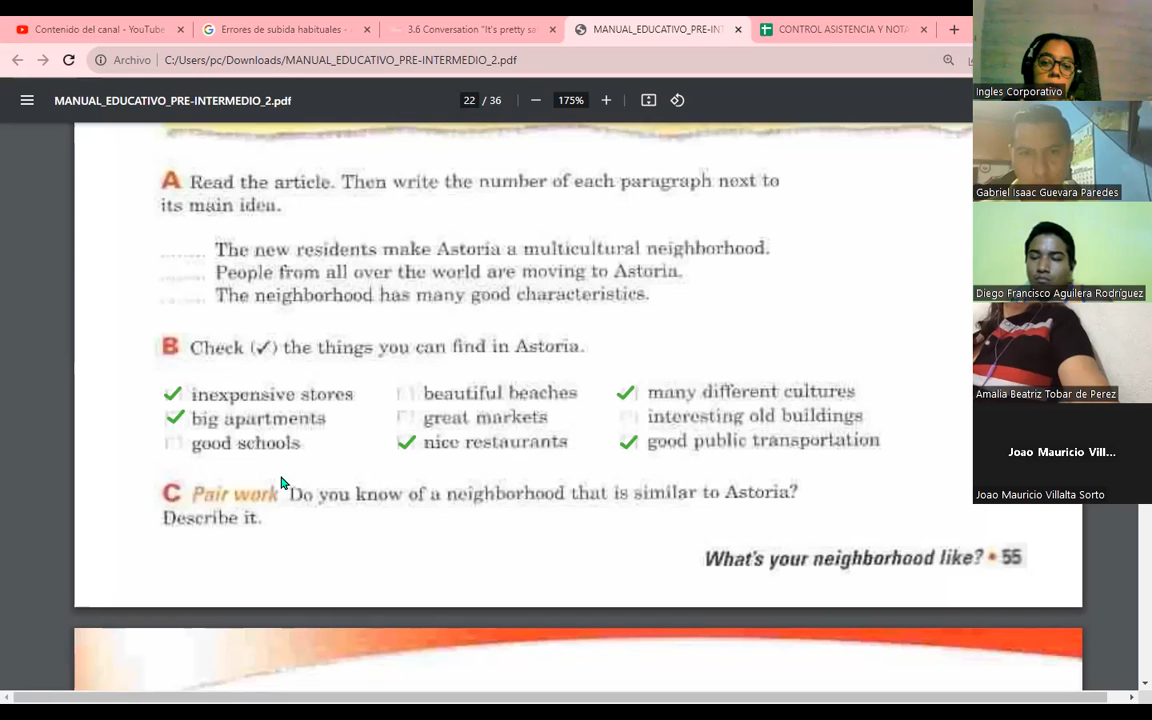 Contenido del canal - YouTube
Errores de subida habituales -
3.6 Conversation "It's pretty sa
MANUAL_EDUCATIVO_PRE-INT
CONTROL ASISTENCIA Y NOTA
Archivo
C:/Users/pc/Downloads/MANUAL_EDUCATIVO_PRE-INTERMEDIO_2.pdf
MANUAL_EDUCATIVO_PRE-INTERMEDIO_2.pdf
22 / 36
175%
A Read the article. Then write the number of each paragraph next to
its main idea.
The new residents make Astoria a multicultural neighborhood.
People from all over the world are moving to Astoria.
The neighborhood has many good characteristics.
B Check (✓) the things you can find in Astoria.
✓ inexpensive stores beautiful beaches ✓ many different cultures
✓ big apartments great markets interesting old buildings
good schools ✓ nice restaurants ✓ good public transportation
C Pair work Do you know of a neighborhood that is similar to Astoria?
Describe it.
What's your neighborhood like? • 55
Ingles Corporativo
Gabriel Isaac Guevara Paredes
Diego Francisco Aguilera Rodríguez
Amalia Beatriz Tobar de Perez
Joao Mauricio Vill...
Joao Mauricio Villalta Sorto